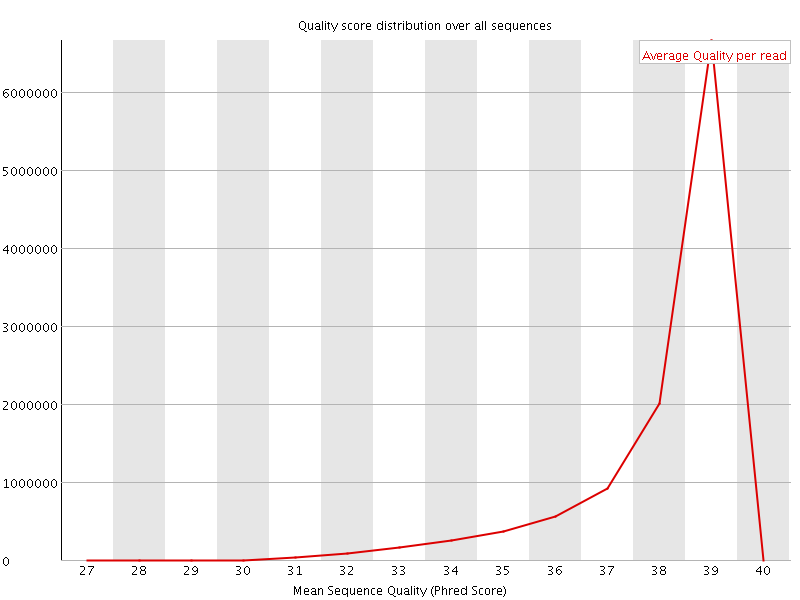 Quality score distribution over all sequences
Average Quality per read
6000000
5000000
4000000
3000000
2000000
1000000
0
27 28 29 30 31 32 33 34 35 36 37 38 39 40
Mean Sequence Quality (Phred Score)